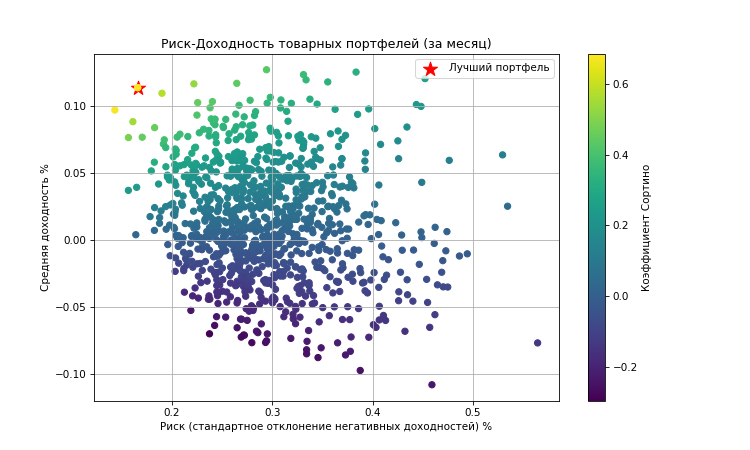 Риск-Доходность товарных портфелей (за месяц)
Лучший портфель
0.10
0.05
0.00
−0.05
−0.10
Средняя доходность %
0.2
0.3
0.4
0.5
Риск (стандартное отклонение негативных доходностей) %
0.6
0.4
0.2
0.0
−0.2
Коэффициент Сортино